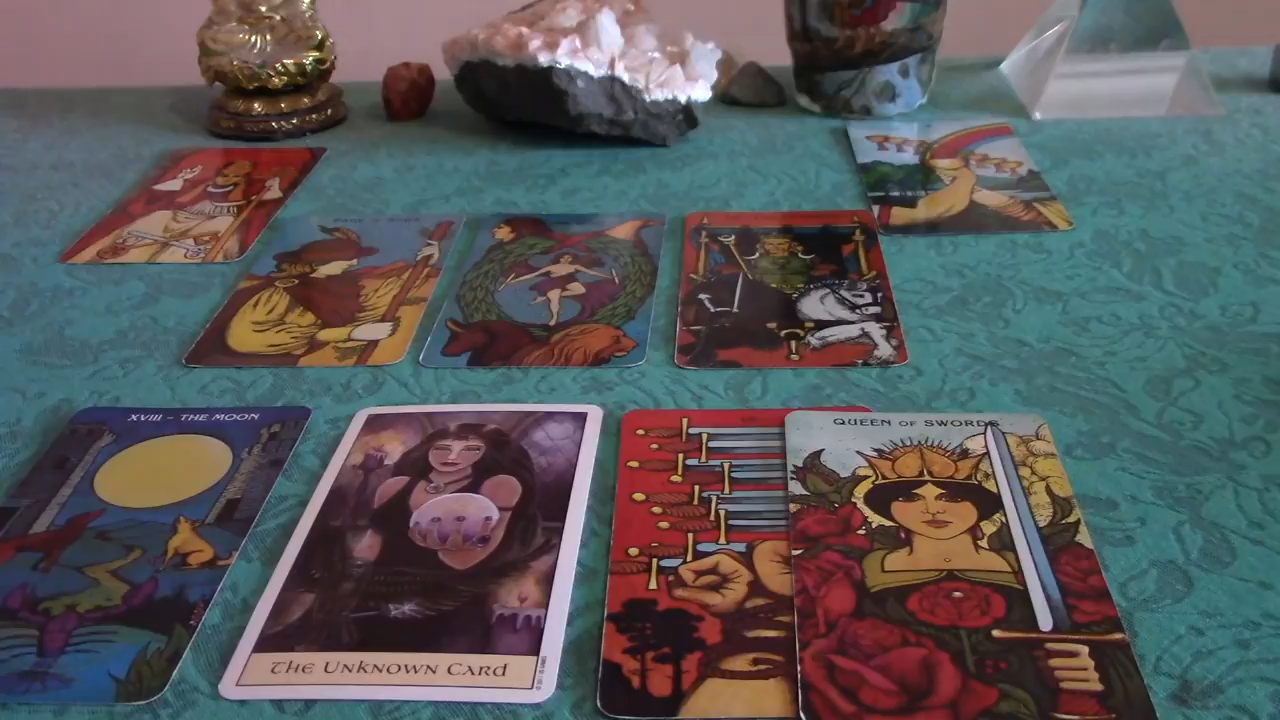 XVIII – THE MOON
QUEEN OF SWORDS
THE UNKNOWN CARD